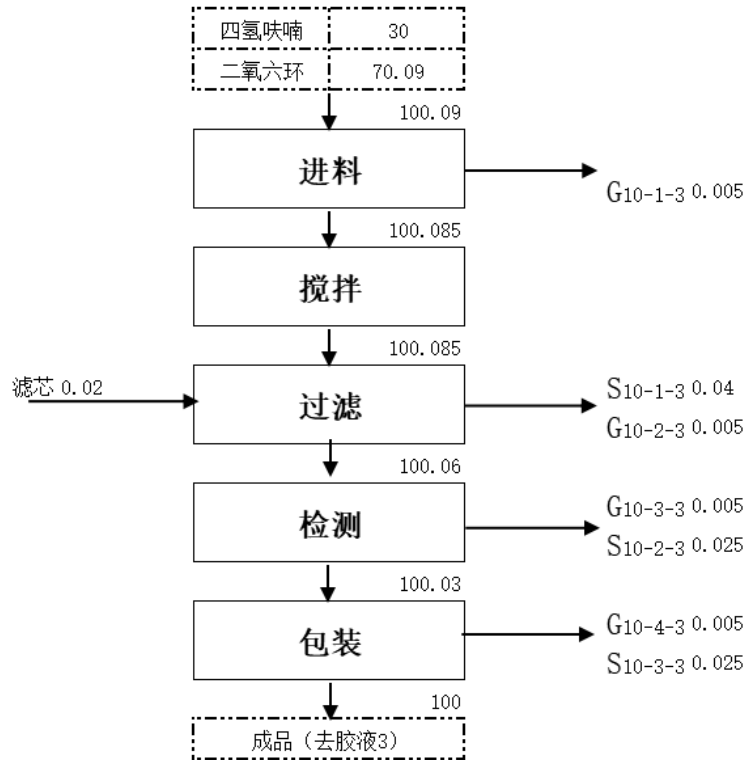 四氢呋喃 30
二氧六环 70.09
100.09
进料
G10-1-3 0.005
100.085
搅拌
100.085
滤芯 0.02
过滤
S10-1-3 0.04
G10-2-3 0.005
100.06
检测
G10-3-3 0.005
S10-2-3 0.025
100.03
包装
G10-4-3 0.005
S10-3-3 0.025
100
成品（去胶液3）